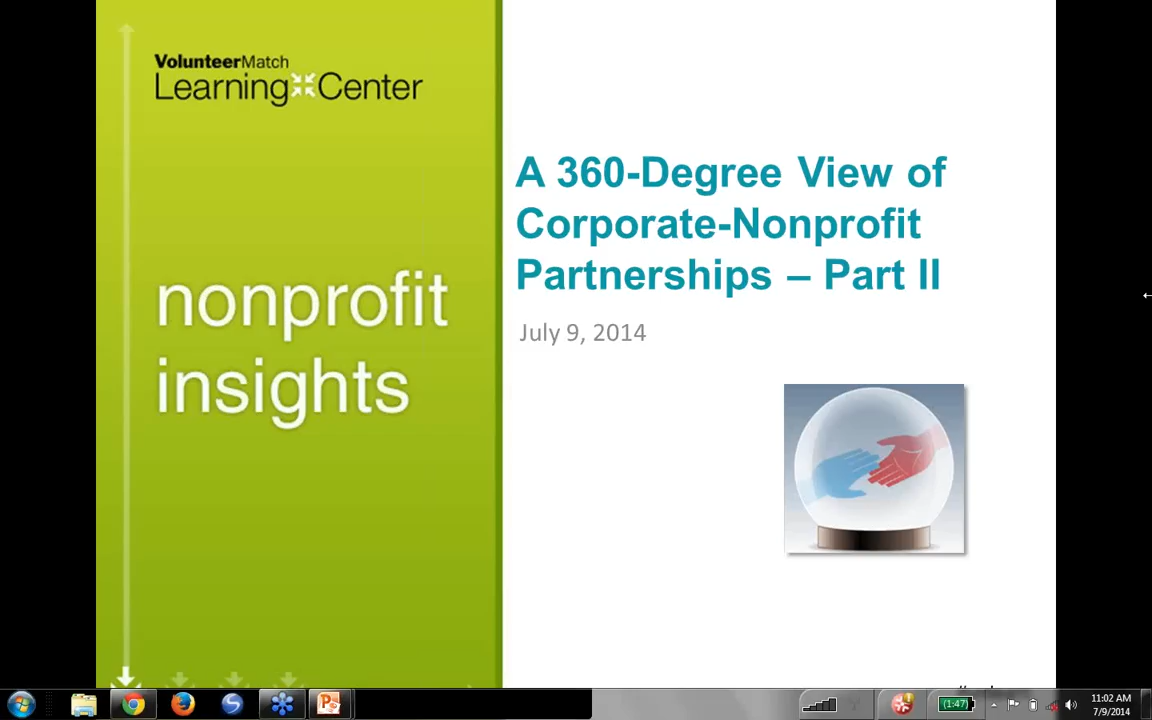 VolunteerMatch
Learning Center
nonprofit
insights
A 360-Degree View of
Corporate-Nonprofit
Partnerships – Part II
July 9, 2014
(1:47)
11:02 AM
7/9/2014